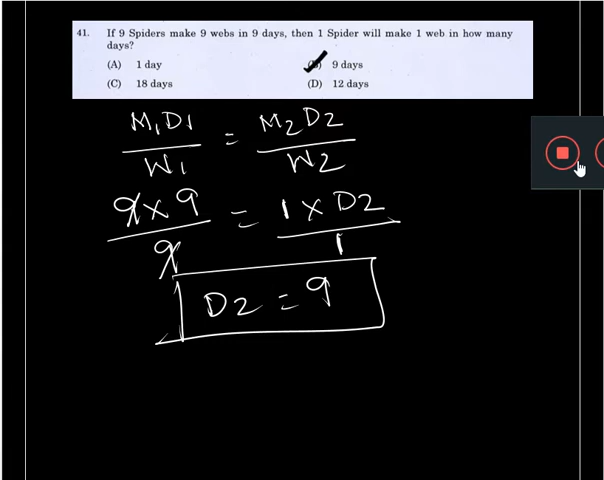 41. If 9 Spiders make 9 webs in 9 days, then 1 Spider will make 1 web in how many
days?
(A) 1 day
9 days
(C) 18 days
(D) 12 days
M1D1 = M2D2
W1 W2
9 x 9 = 1 x D2
9 1
D2 = 9